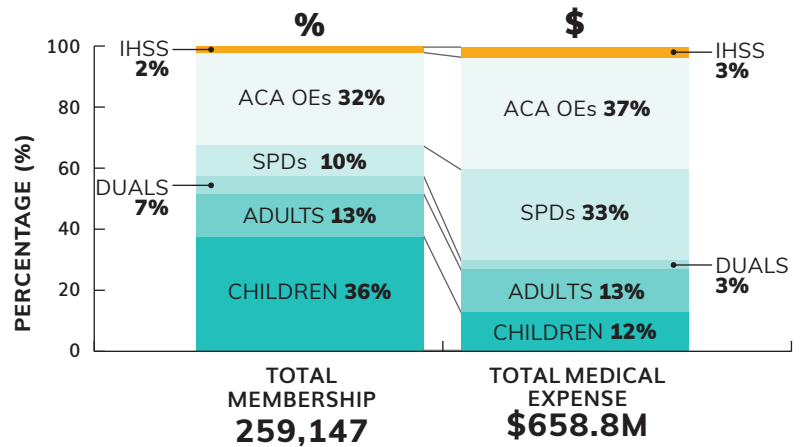 %
$
PERCENTAGE (%)
100
80
60
40
20
0
IHSS
2%
ACA OEs 32%
SPDs 10%
DUALS
7%
ADULTS 13%
CHILDREN 36%
IHSS
3%
ACA OEs 37%
SPDs 33%
DUALS
3%
ADULTS 13%
CHILDREN 12%
TOTAL
MEMBERSHIP
259,147
TOTAL MEDICAL
EXPENSE
$658.8M